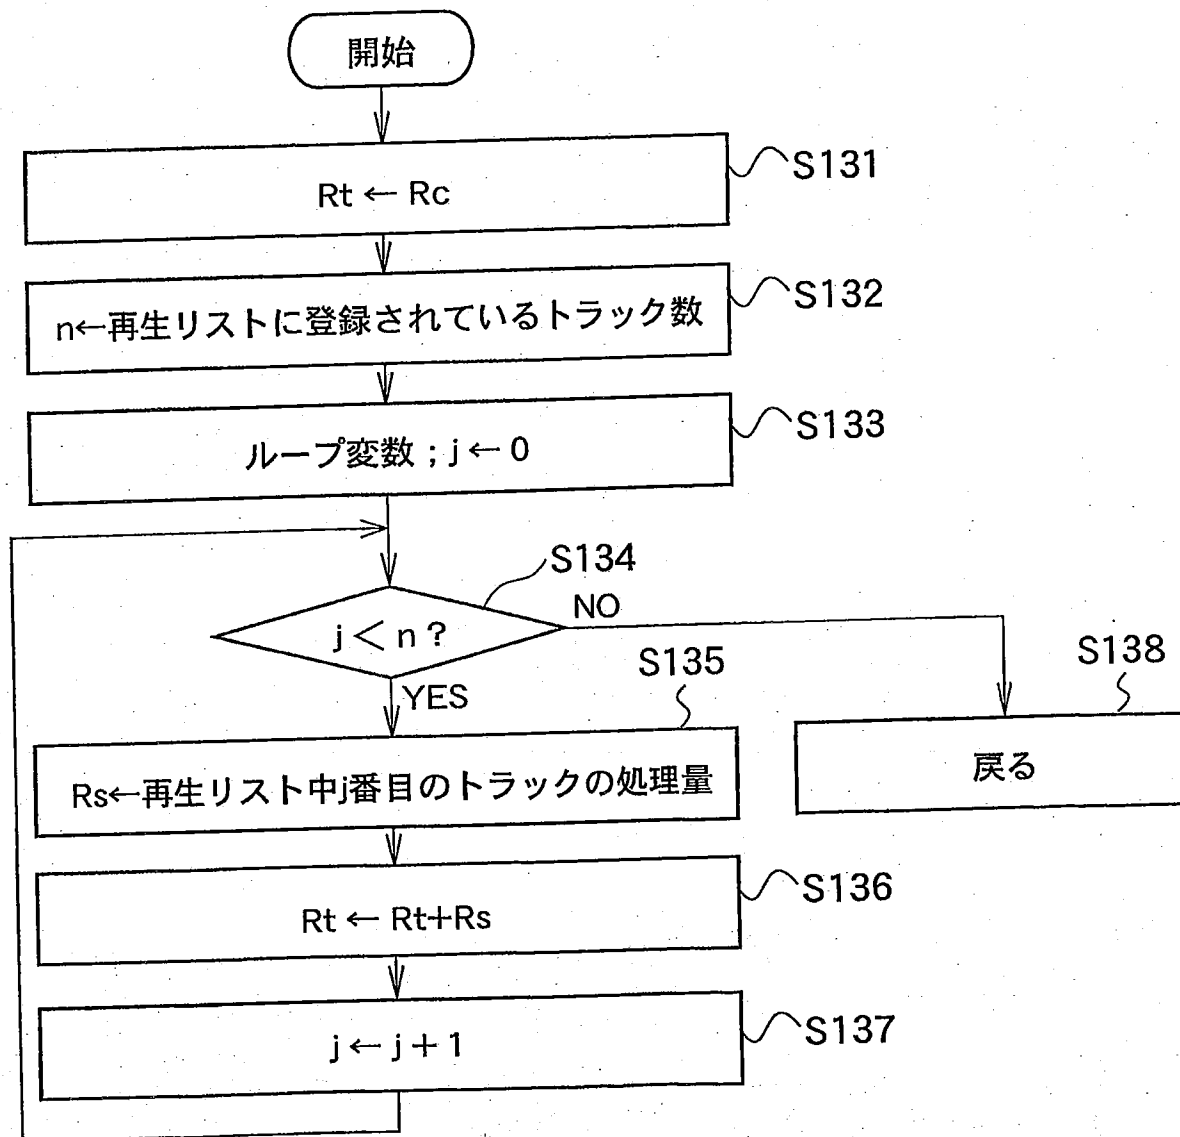 開始
Rt ← Rc
S131
n←再生リストに登録されているトラック数
S132
ループ変数 ; j ← 0
S133
S134
j < n ?
NO
YES
S135
S138
Rs←再生リスト中j番目のトラックの処理量
戻る
Rt ← Rt+Rs
S136
j ← j + 1
S137